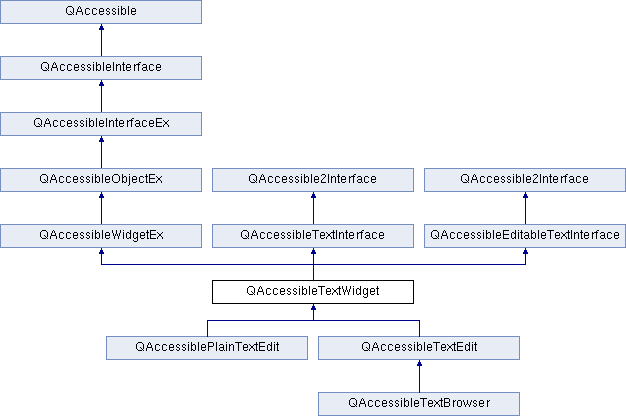 QAccessible
QAccessibleInterface
QAccessibleInterfaceEx
QAccessibleObjectEx QAccessible2Interface QAccessible2Interface
QAccessibleWidgetEx QAccessibleTextInterface QAccessibleEditableTextInterface
QAccessibleTextWidget
QAccessiblePlainTextEdit QAccessibleTextEdit
QAccessibleTextBrowser